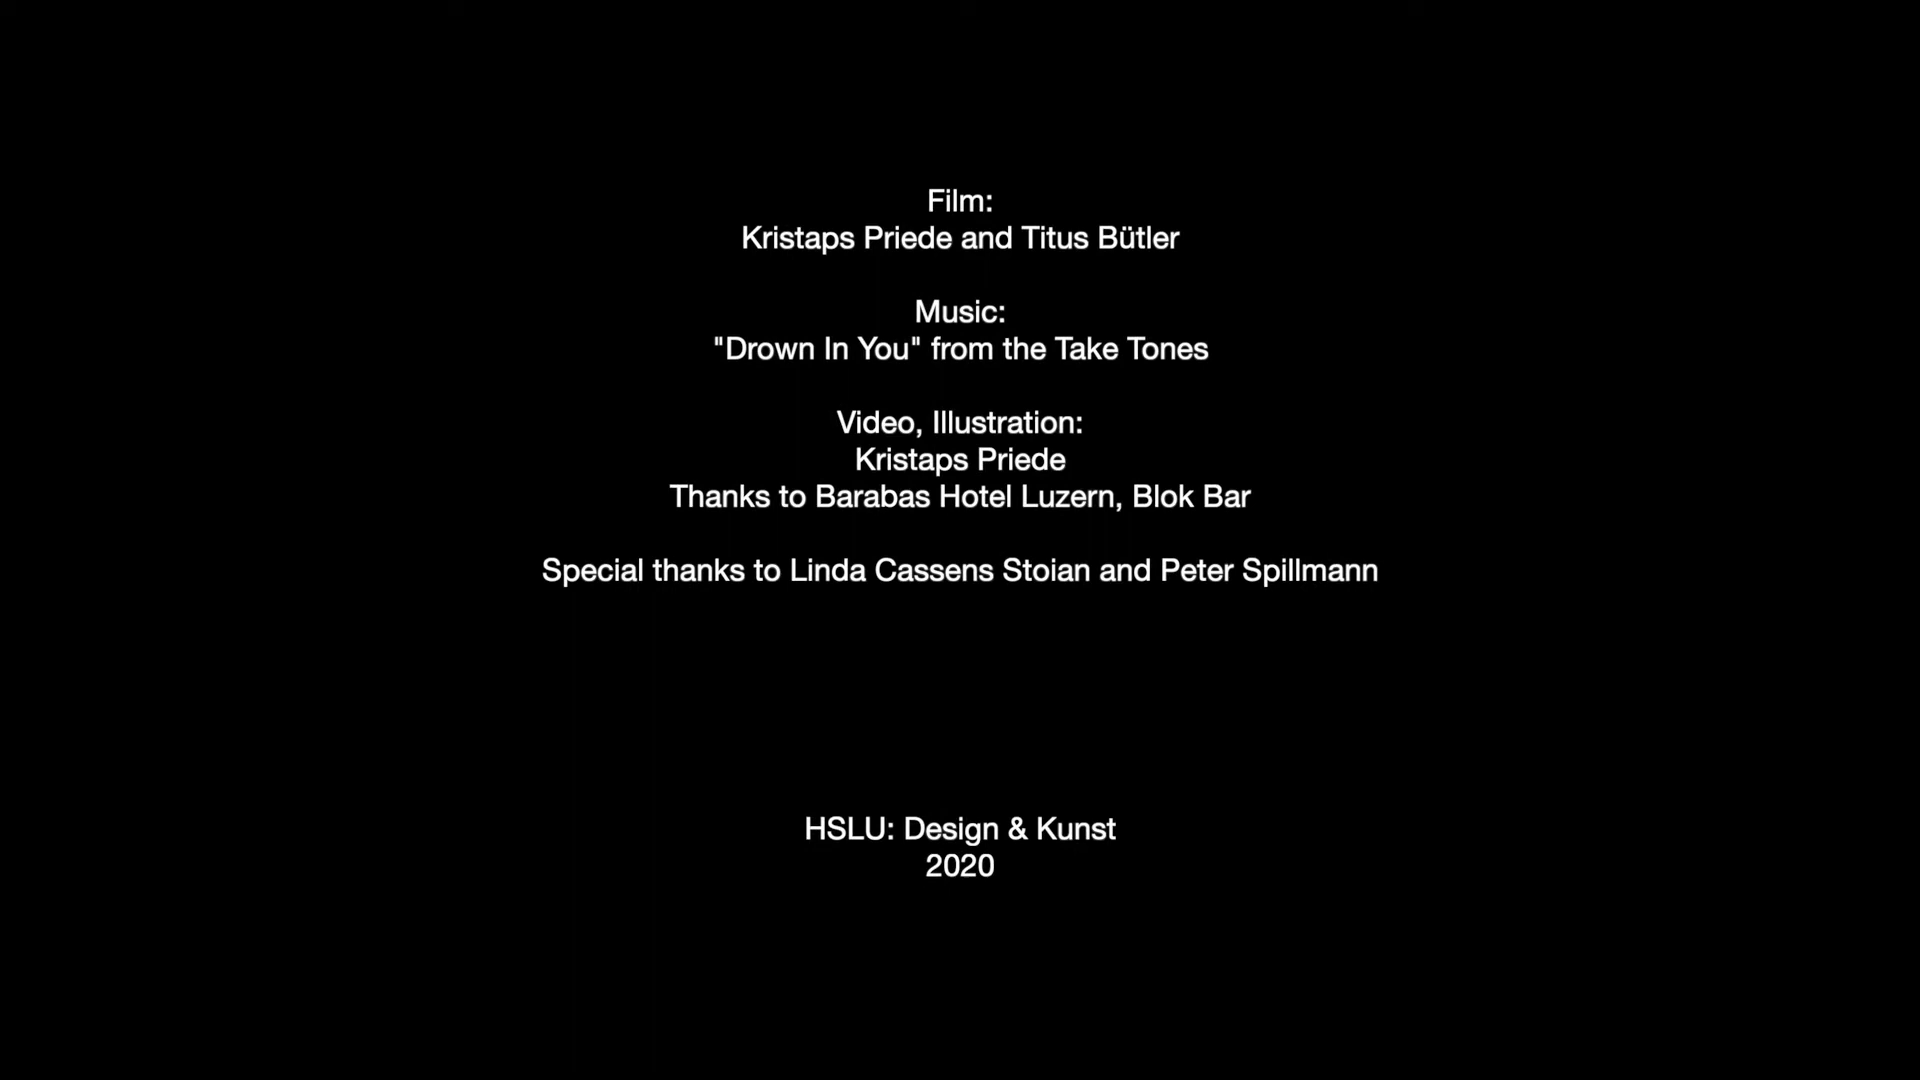 Film:
Kristaps Priede and Titus Bütler
Music:
"Drown In You" from the Take Tones
Video, Illustration:
Kristaps Priede
Thanks to Barabas Hotel Luzern, Blok Bar
Special thanks to Linda Cassens Stoian and Peter Spillmann
HSLU: Design & Kunst
2020